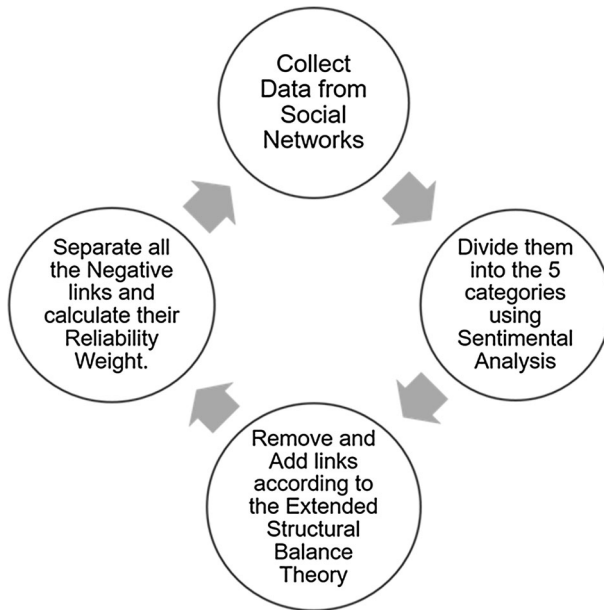 Collect
Data from
Social
Networks
Divide them
into the 5
categories
using
Sentimental
Analysis
Remove and
Add links
according to
the Extended
Structural
Balance
Theory
Separate all
the Negative
links and
calculate their
Reliability
Weight.